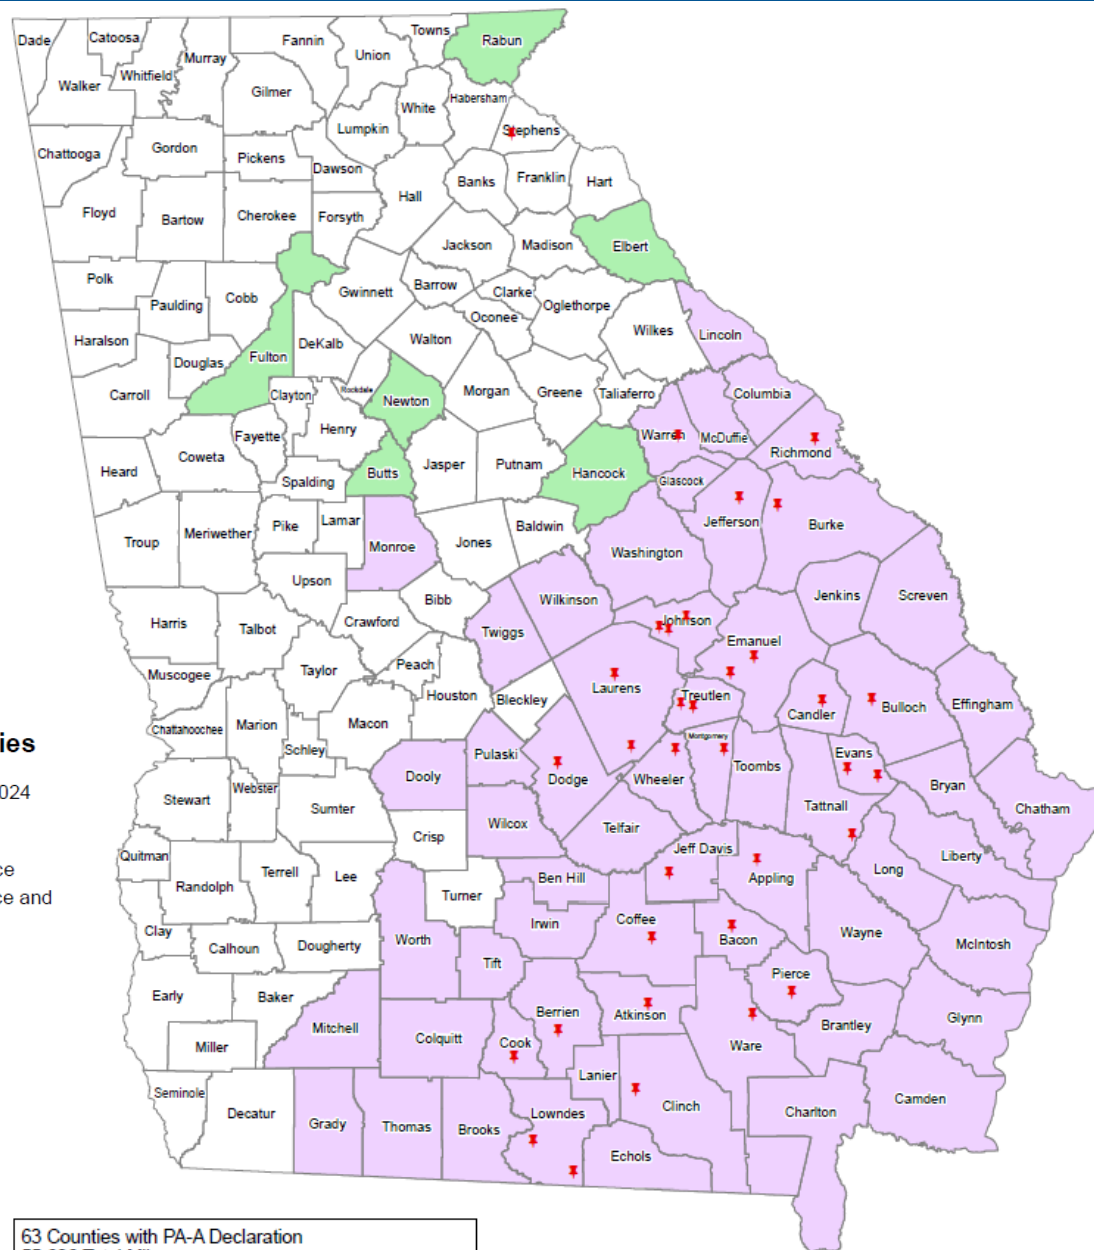 Dade
Catoosa
Walker
Whitfield
Murray
Fannin
Gilmer
Union
Towns
Rabun
White
Habersham
Lumpkin
Stephens
Chattooga
Gordon
Pickens
Dawson
Hall
Banks
Franklin
Hart
Floyd
Bartow
Cherokee
Forsyth
Jackson
Madison
Elbert
Polk
Paulding
Cobb
Gwinnett
Barrow
Clarke
Oconee
Oglethorpe
Wilkes
Lincoln
Haralson
Douglas
Fulton
DeKalb
Walton
Carroll
Clayton
Rockdale
Newton
Morgan
Greene
Taliaferro
Columbia
Heard
Coweta
Fayette
Henry
Spalding
Butts
Jasper
Putnam
Hancock
Warren
McDuffie
Richmond
Glascock
Troup
Meriwether
Pike
Lamar
Monroe
Jones
Baldwin
Washington
Jefferson
Burke
Upson
Bibb
Wilkinson
Jenkins
Screven
Harris
Talbot
Crawford
Twiggs
Johnson
Emanuel
Muscogee
Taylor
Peach
Houston
Bleckley
Laurens
Treutlen
Candler
Bulloch
Effingham
Chattahoochee
Marion
Schley
Macon
Pulaski
Dodge
Montgomery
Wheeler
Toombs
Evans
Tattnall
Bryan
Chatham
ies
024
ce
ce and
Stewart
Webster
Sumter
Dooly
Crisp
Wilcox
Telfair
Jeff Davis
Appling
Long
Liberty
Quitman
Randolph
Terrell
Lee
Turner
Ben Hill
Irwin
Coffee
Bacon
Wayne
McIntosh
Clay
Calhoun
Dougherty
Worth
Tift
Pierce
Early
Baker
Mitchell
Colquitt
Berrien
Cook
Atkinson
Ware
Brantley
Glynn
Miller
Lanier
Clinch
Charlton
Camden
Seminole
Decatur
Grady
Thomas
Brooks
Lowndes
Echols
63 Counties with PA-A Declaration